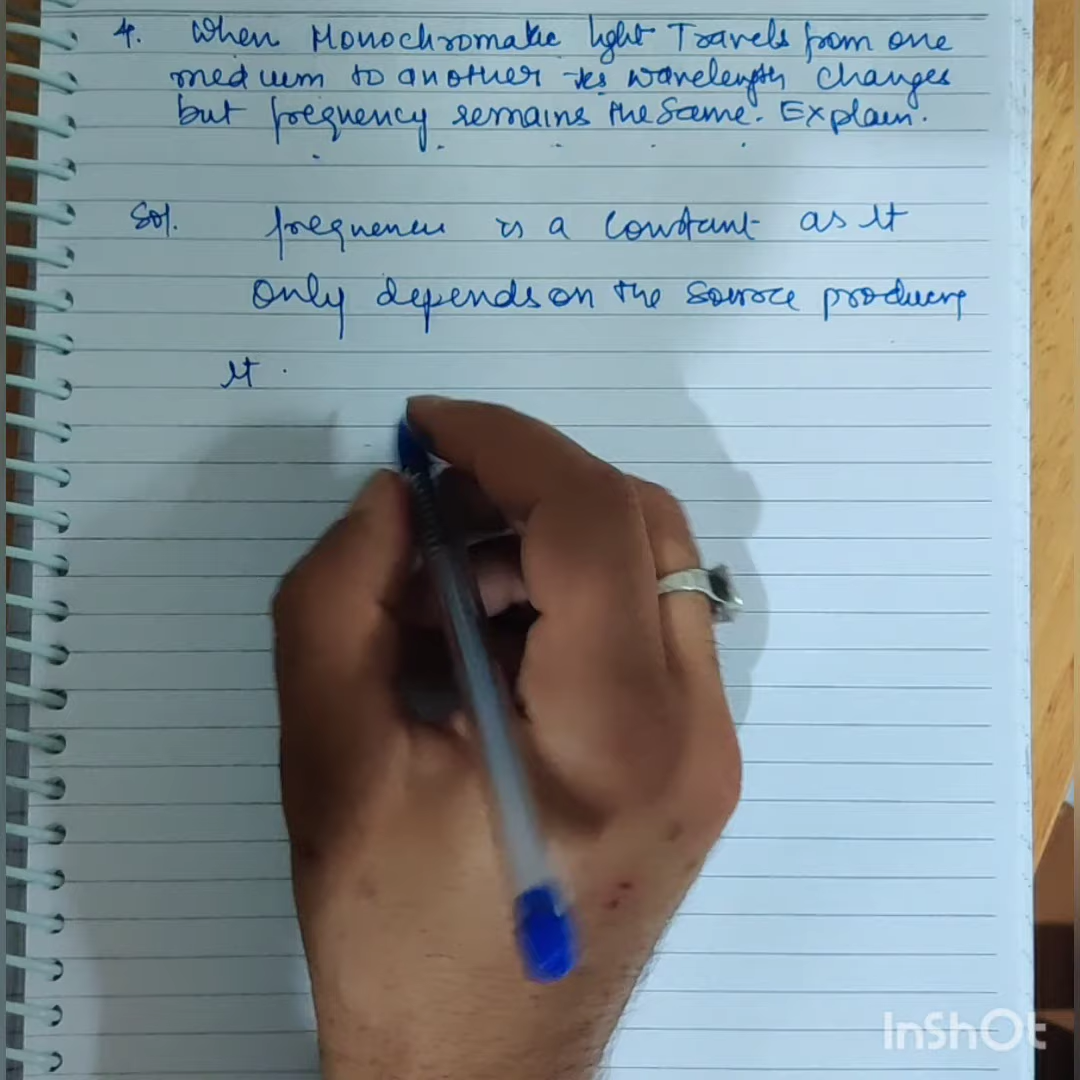 4. When Monochromatic light Travels from one
medium to another its wavelength changes
but frequency remains the same. Explain.
Sol. frequency is a constant as it
only depends on the source producing
it.
InShOt